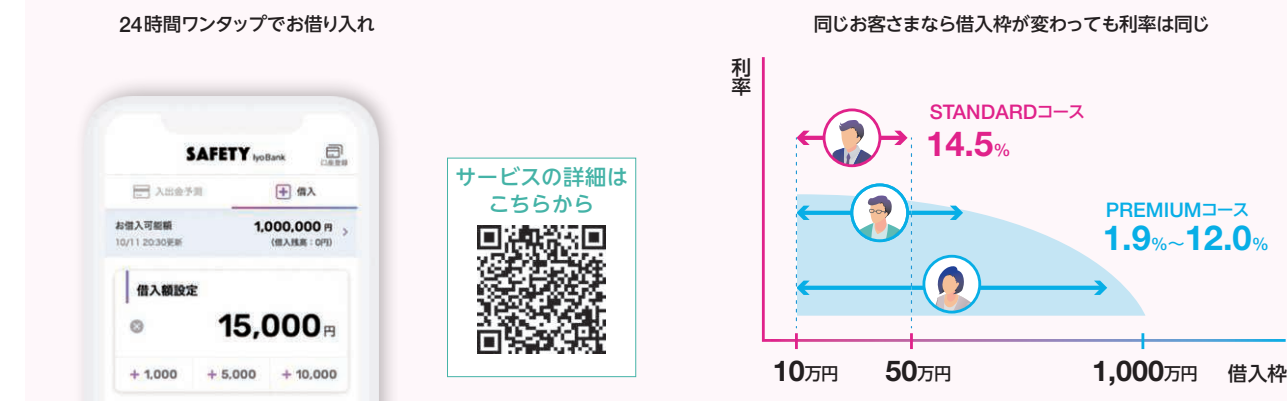 24時間ワンタップでお借り入れ
SAFETY IyoBank
口座登録
入出金予測
借入
お借入可能額
1,000,000 円
10/11 20:30更新
(借入残高：0円)
借入額設定
15,000円
+ 1,000 + 5,000 + 10,000
サービスの詳細は
こちらから
同じお客さまなら借入枠が変わっても利率は同じ
利率
STANDARDコース
14.5%
PREMIUMコース
1.9%～12.0%
10万円 50万円 1,000万円 借入枠